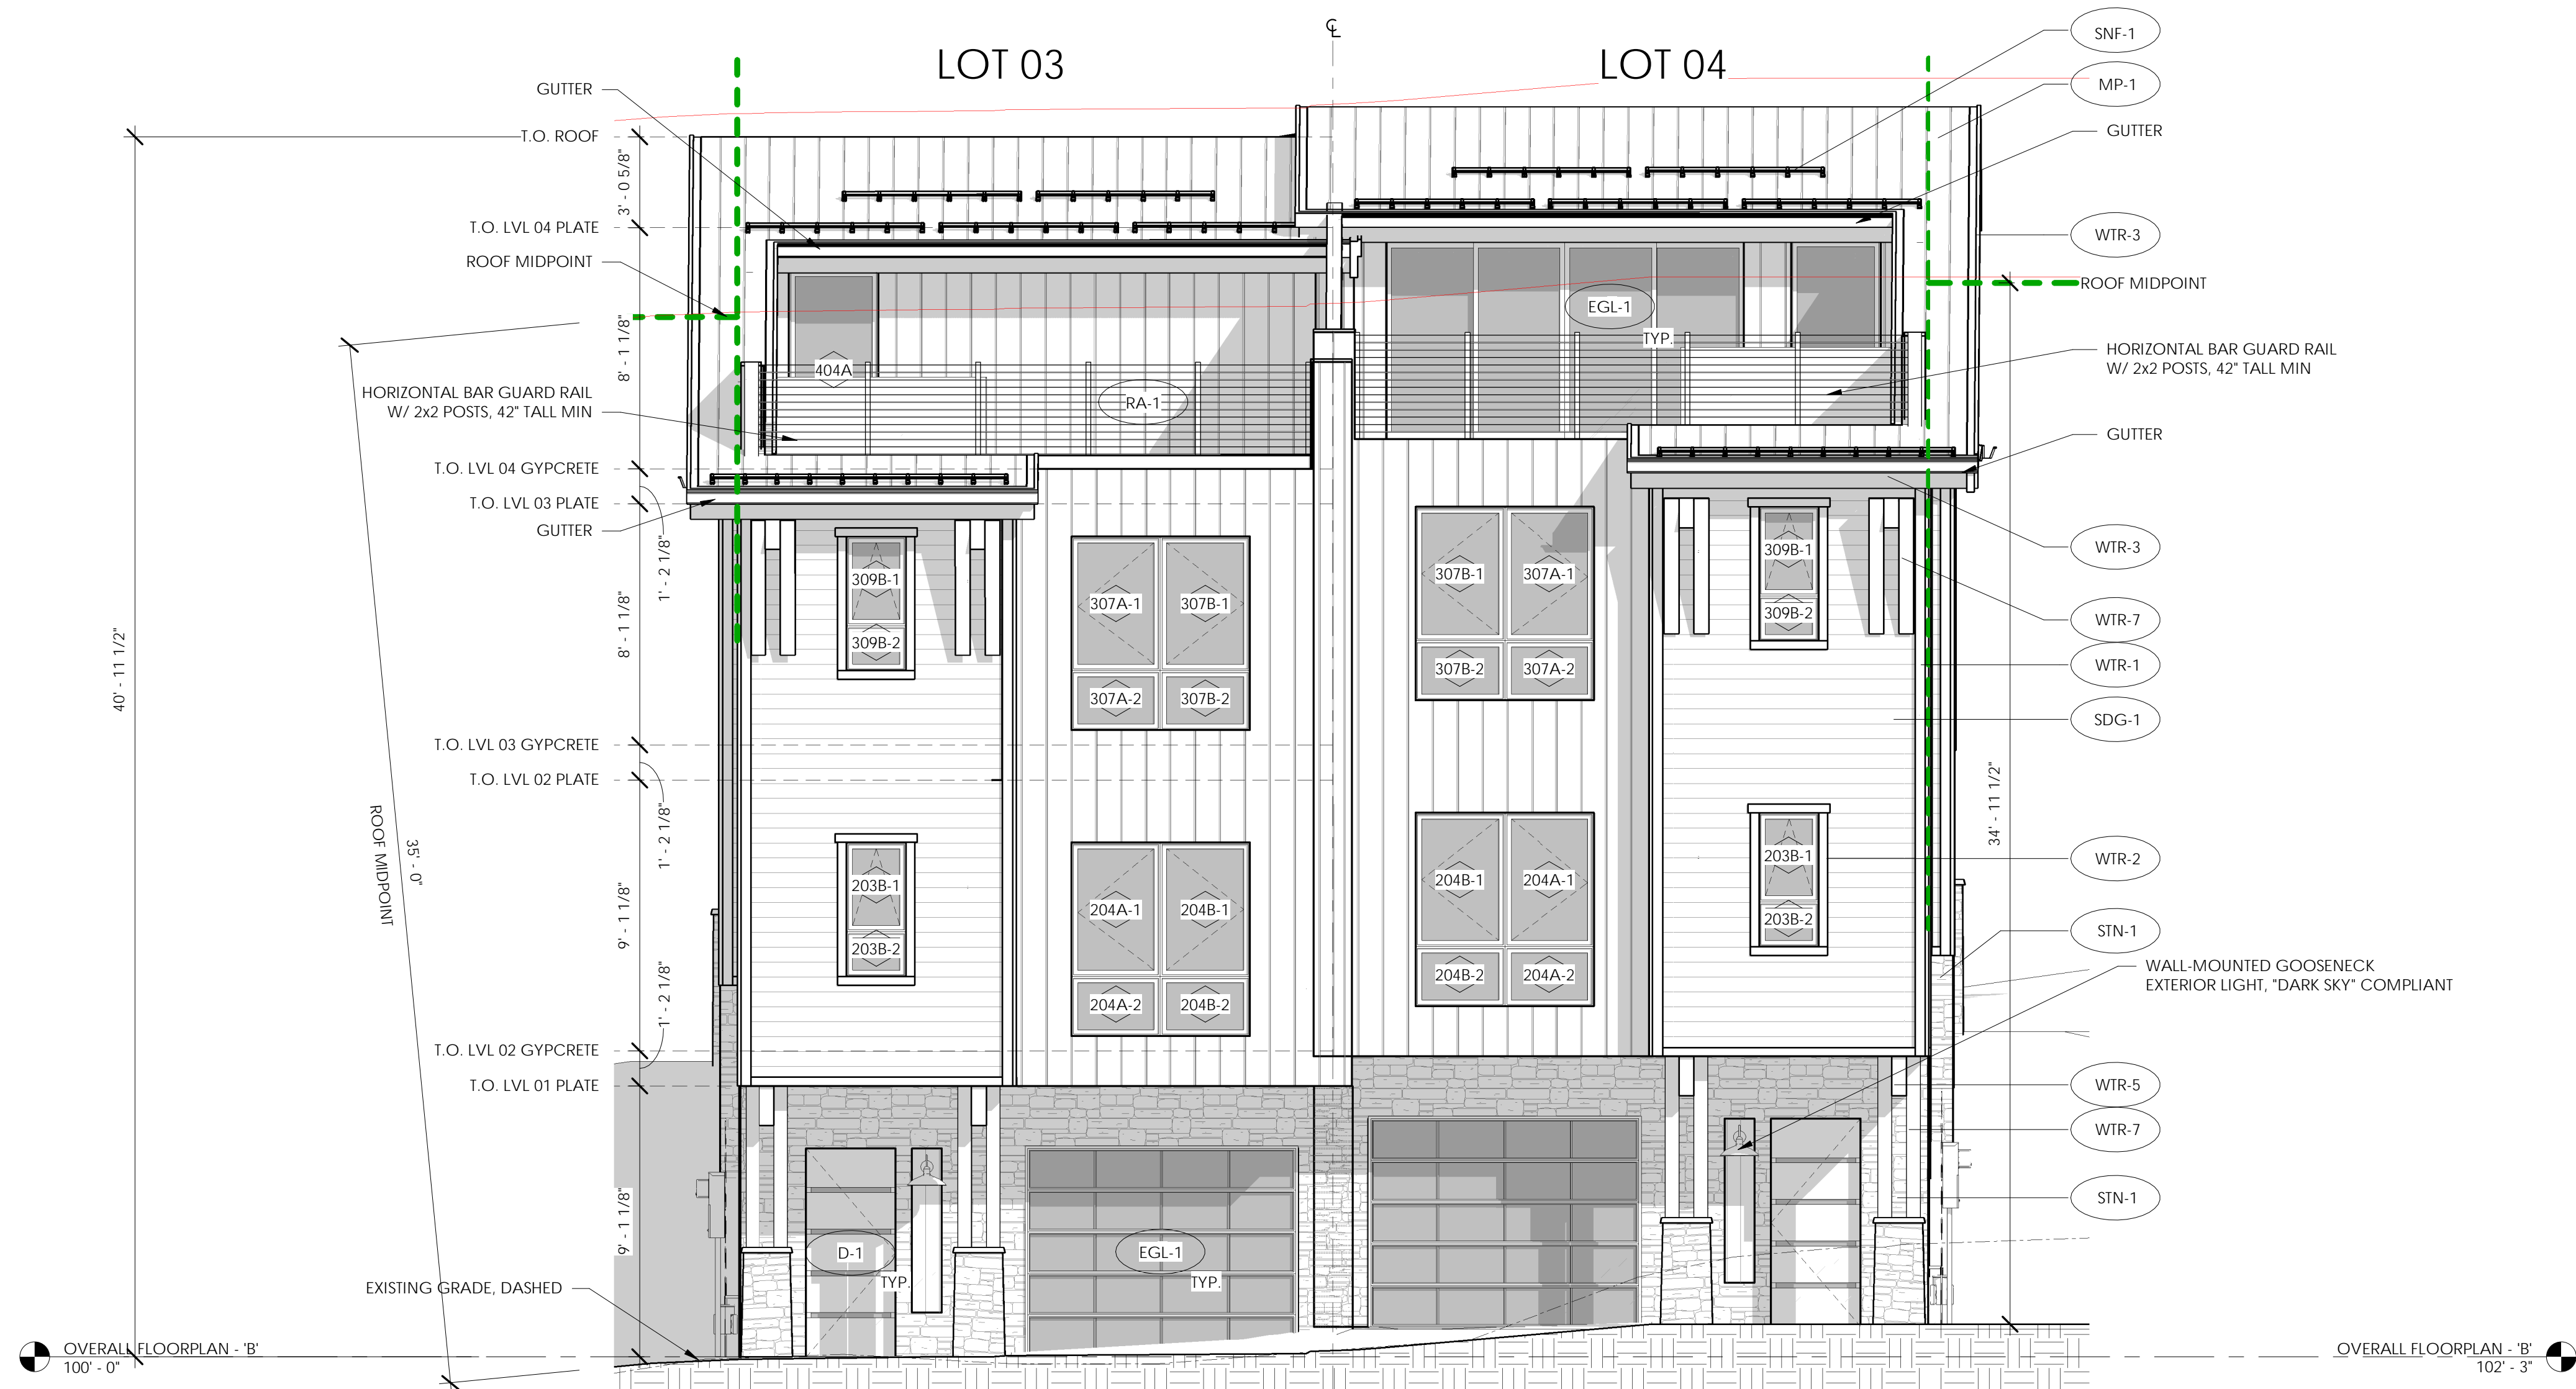 LOT 03
LOT 04
GUTTER
T.O. ROOF
T.O. LVL 04 PLATE
ROOF MIDPOINT
HORIZONTAL BAR GUARD RAIL
W/ 2x2 POSTS, 42" TALL MIN
T.O. LVL 04 GYPCRETE
T.O. LVL 03 PLATE
GUTTER
T.O. LVL 03 GYPCRETE
T.O. LVL 02 PLATE
T.O. LVL 02 GYPCRETE
T.O. LVL 01 PLATE
EXISTING GRADE, DASHED
OVERALL FLOORPLAN - 'B'
100' - 0"
40' - 11 1/2"
ROOF MIDPOINT
35' - 0"
3' - 0 5/8"
8' - 1 1/8"
1' - 2 1/8"
8' - 1 1/8"
1' - 2 1/8"
9' - 1 1/8"
1' - 2 1/8"
9' - 1 1/8"
404A
RA-1
EGL-1
TYP.
309B-1
309B-2
307A-1
307B-1
307A-2
307B-2
307B-1
307A-1
307B-2
307A-2
309B-1
309B-2
203B-1
203B-2
204A-1
204B-1
204A-2
204B-2
204B-1
204A-1
204B-2
204A-2
203B-1
203B-2
D-1
TYP.
EGL-1
TYP.
SNF-1
MP-1
GUTTER
WTR-3
ROOF MIDPOINT
HORIZONTAL BAR GUARD RAIL
W/ 2x2 POSTS, 42" TALL MIN
GUTTER
WTR-3
WTR-7
WTR-1
SDG-1
34' - 11 1/2"
WTR-2
STN-1
WALL-MOUNTED GOOSENECK
EXTERIOR LIGHT, "DARK SKY" COMPLIANT
WTR-5
WTR-7
STN-1
OVERALL FLOORPLAN - 'B'
102' - 3"